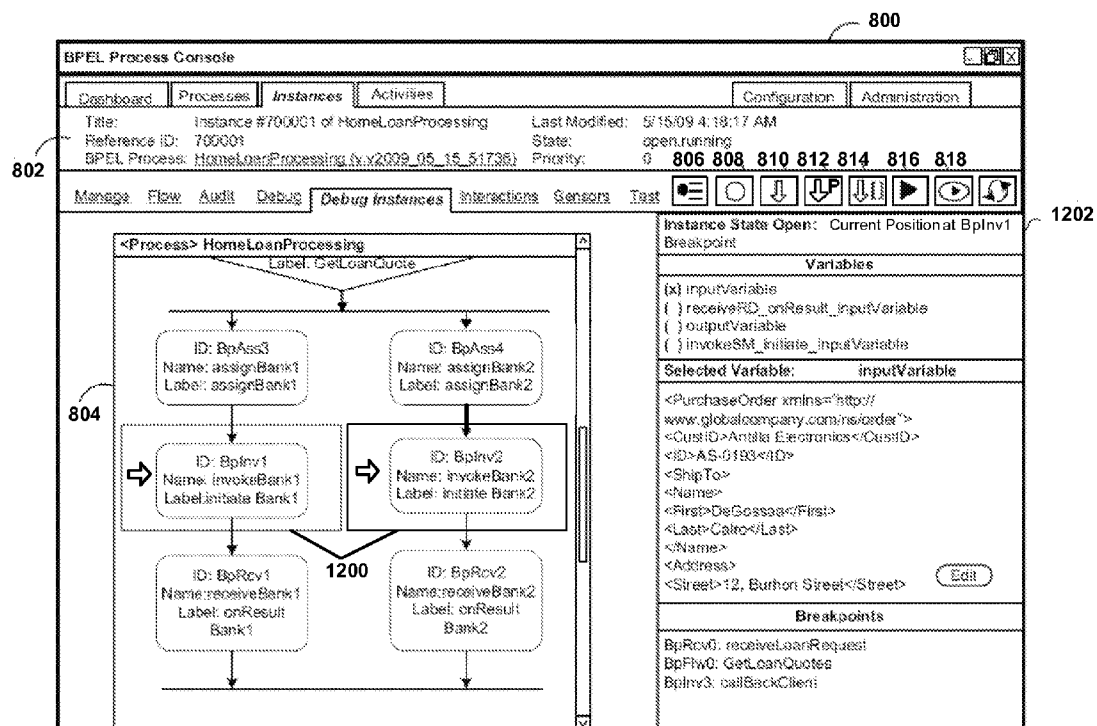 800
BPEL Process Console
Dashboard Processes Instances Activities Configuration Administration
Title: Instance #700001 of HomeLoanProcessing Last Modified: 5/15/09 4:18:17 AM
Reference ID: 700001 State: open.running
BPEL Process: HomeLoanProcessing (v.v2009_05_15_51735) Priority: 0
802
806 808 810 812 814 816 818
Manage Flow Audit Debug Debug Instances Interactions Sensors Test
P
1202
Instance State Open: Current Position at BpInv1
Breakpoint
Variables
(x) inputVariable
( ) receiveRD_onResult_inputVariable
( ) outputVariable
( ) invokeSM_initiate_inputVariable
Selected Variable: inputVariable
<PurchaseOrder xmlns="http://
www.globalcompany.com/ns/order">
<CustID>Antilla Electronics</CustID>
<ID>AS-0193</ID>
<ShipTo>
<Name>
<First>DeGossaa</First>
<Last>Calro</Last>
</Name>
<Address>
<Street>12, Burhon Street</Street>
Edit
Breakpoints
BpRcv0: receiveLoanRequest
BpFlw0: GetLoanQuotes
BpInv3: callBackClient
804
<Process> HomeLoanProcessing
Label: GetLoanQuote
ID: BpAss3
Name: assignBank1
Label: assignBank1
ID: BpAss4
Name: assignBank2
Label: assignBank2
ID: BpInv1
Name: invokeBank1
Label:initiate Bank1
ID: BpInv2
Name: invokeBank2
Label: initiate Bank2
1200
ID: BpRcv1
Name:receiveBank1
Label: onResult
Bank1
ID: BpRcv2
Name:receiveBank2
Label: onResult
Bank2